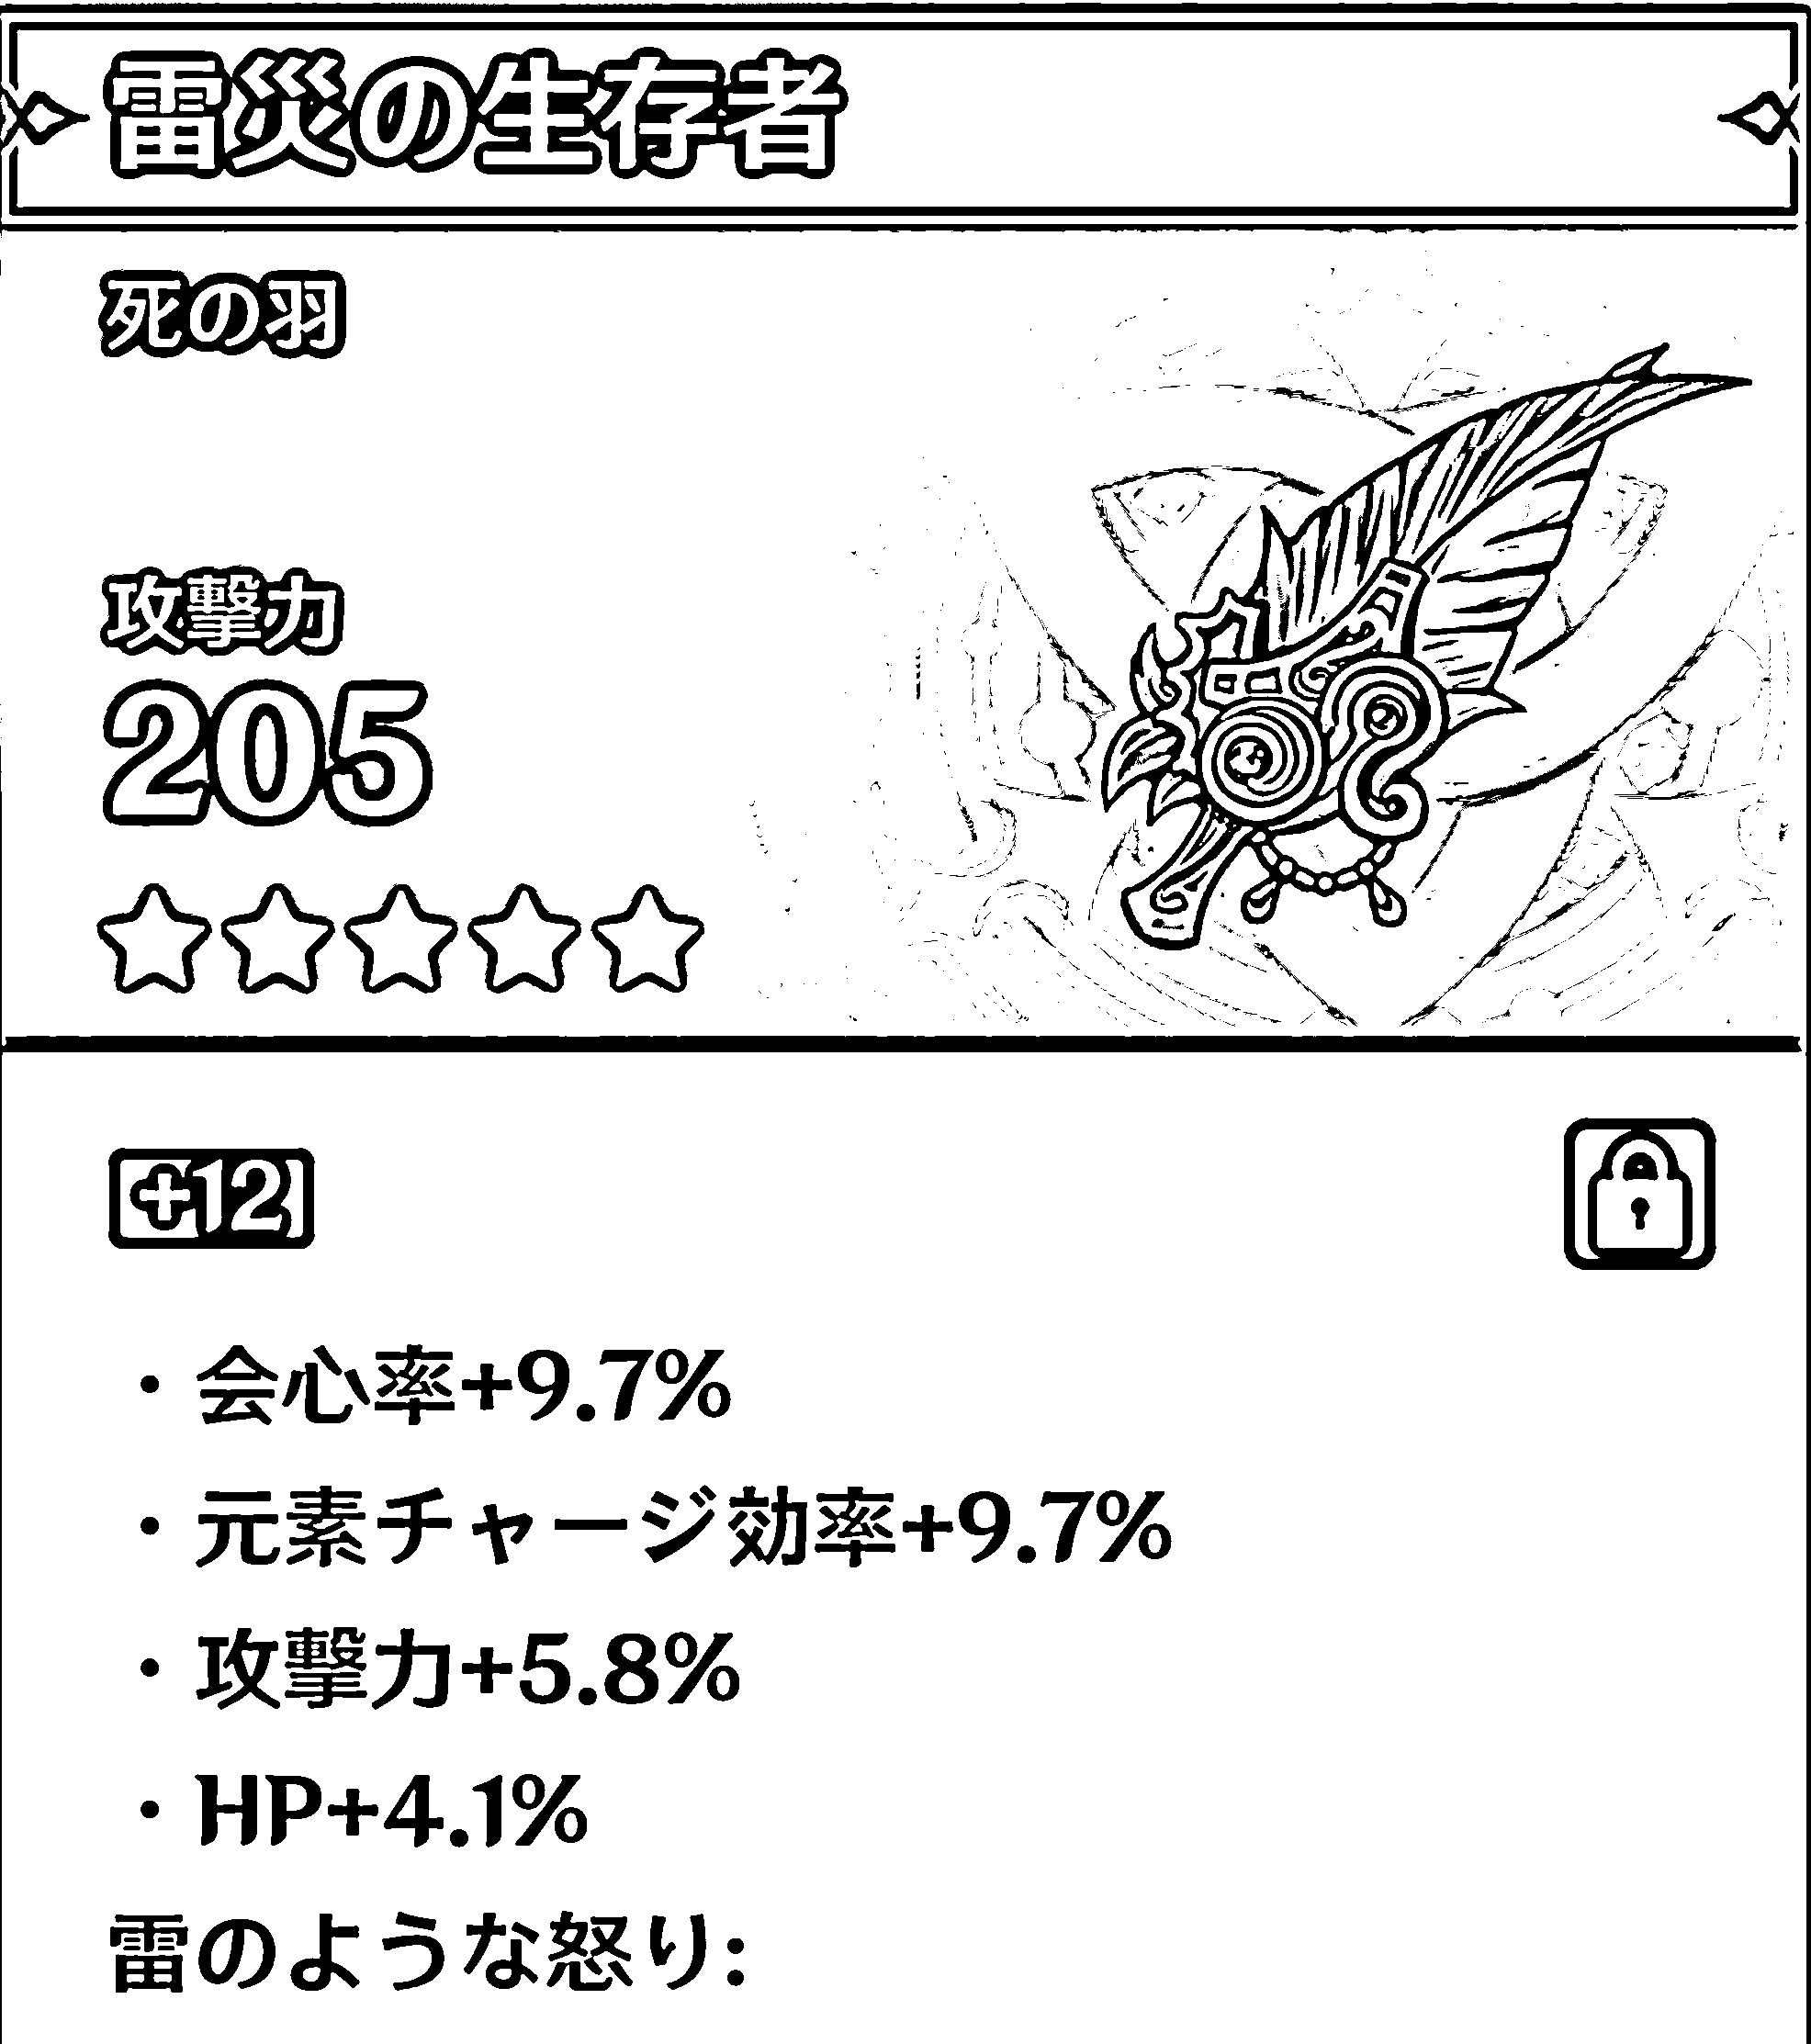 雷災の生存者
死の羽
攻撃力
205
+12
・会心率+9.7%
・元素チャージ効率+9.7%
・攻撃力+5.8%
・HP+4.1%
雷のような怒り: